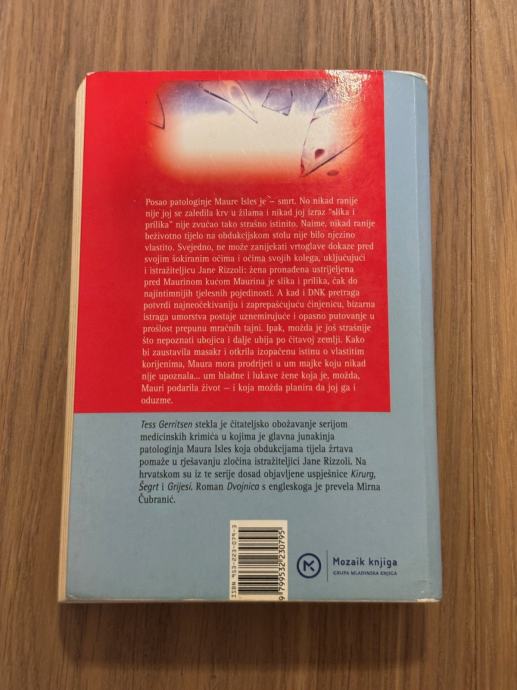 Posao patologinje Maure Isles je – smrt. No nikad ranije
nije joj se zaledila krv u žilama i nikad joj izraz "slika i
prilika" nije zvučao tako strašno istinito. Naime, nikad ranije
beživotno tijelo na obdukcijskom stolu nije bilo njezino
vlastito. Svejedno, ne može zanijekati vrtoglave dokaze pred
svojim šokiranim očima i očima svojih kolega, uključujući
i istražiteljicu Jane Rizzoli: žena pronađena ustrijeljena
pred Maurinom kućom Maurina je slika i prilika, čak do
najintimnijih tjelesnih pojedinosti. A kad i DNK pretraga
potvrdi najneočekivaniju i zaprepašćujuću činjenicu, bizarna
istraga umorstva postaje uznemirujuće i opasno putovanje u
prošlost prepunu mračnih tajni. Ipak, možda je još strašnije
što nepoznati ubojica i dalje ubija po čitavoj zemlji. Kako
bi zaustavila masakr i otkrila izopačenu istinu o vlastitim
korijenima, Maura mora prodrijeti u um majke koju nikad
nije upoznala... um hladne i lukave žene koja je, možda,
Mauri podarila život – i koja možda planira da joj ga i
oduzme.
Tess Gerritsen stekla je čitateljsko obožavanje serijom
medicinskih krimića u kojima je glavna junakinja
patologinja Maura Isles koja obdukcijama tijela žrtava
pomaže u rješavanju zločina istražiteljici Jane Rizzoli. Na
hrvatskom su iz te serije dosad objavljene uspješnice Kirurg,
Šegrt i Grijesi. Roman Dvojnica s engleskoga je prevela Mirna
Čubranić.
ISBN 953-223-079-3
9 799532 230795
Mozaik knjiga
GRUPA MLADINSKA KNJIGA